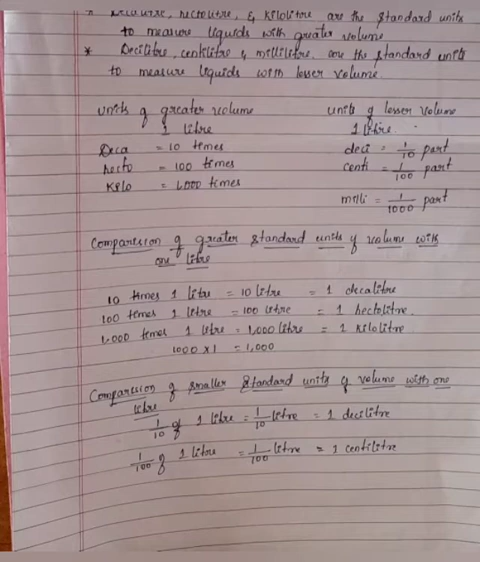 * Decalitre, hectolitre, & kilolitre are the standard units
to measure liquids with greater volume
* Decilitre, centilitre & millilitre are the standard units
to measure liquids with lesser volume.
units of greater volume
1 litre
Deca = 10 times
hecto = 100 times
Kilo = 1,000 times
units of lesser volume
1 litre.
deci = 1/10 part
centi = 1/100 part
milli = 1/1000 part
Comparision of greater standard units of volume with
one litre
10 times 1 litre = 10 litre = 1 decalitre
100 times 1 litre = 100 litre = 1 hectolitre.
1,000 times 1 litre = 1,000 litre = 1 kilolitre
1000 x 1 = 1,000
Comparision of smaller standard units of volume with one
litre
1/10 of 1 litre = 1/10 litre = 1 decilitre
1/100 of 1 litre = 1/100 litre = 1 centilitre